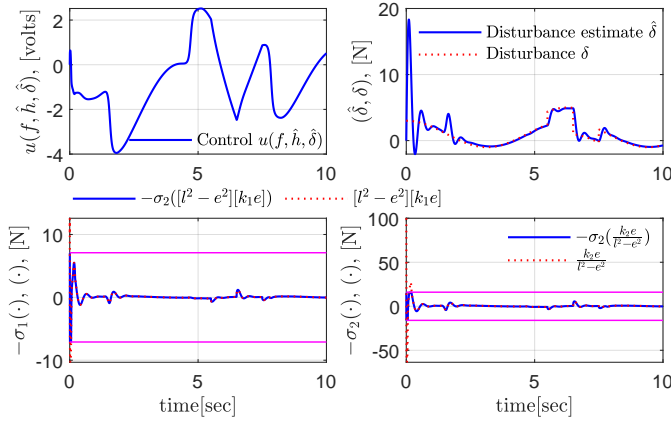 u(f, ĥ, δ̂), [volts]
2
0
-2
-4
0
5
10
Control u(f, ĥ, δ̂)
(δ̂, δ), [N]
20
10
0
0
5
10
Disturbance estimate δ̂
Disturbance δ
−σ₂([l² − e²][k₁e])
[l² − e²][k₁e]
−σ₁(·), (·), [N]
10
0
-10
0
5
10
time[sec]
−σ₂(·), (·), [N]
100
50
0
-50
0
5
10
−σ₂(k₂e/(l²−e²))
k₂e/(l²−e²)
time[sec]